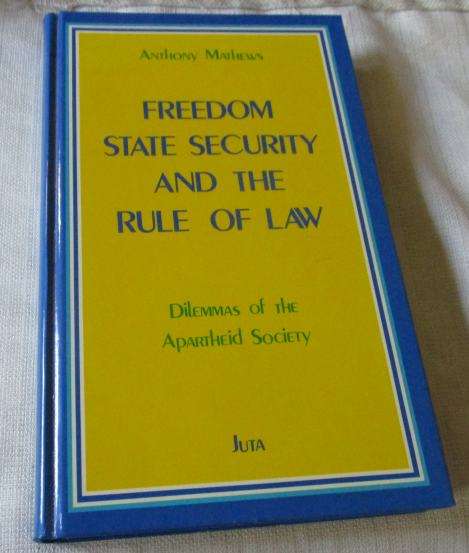 Anthony Mathews
FREEDOM
STATE SECURITY
AND THE
RULE OF LAW
Dilemmas of the
Apartheid Society
Juta